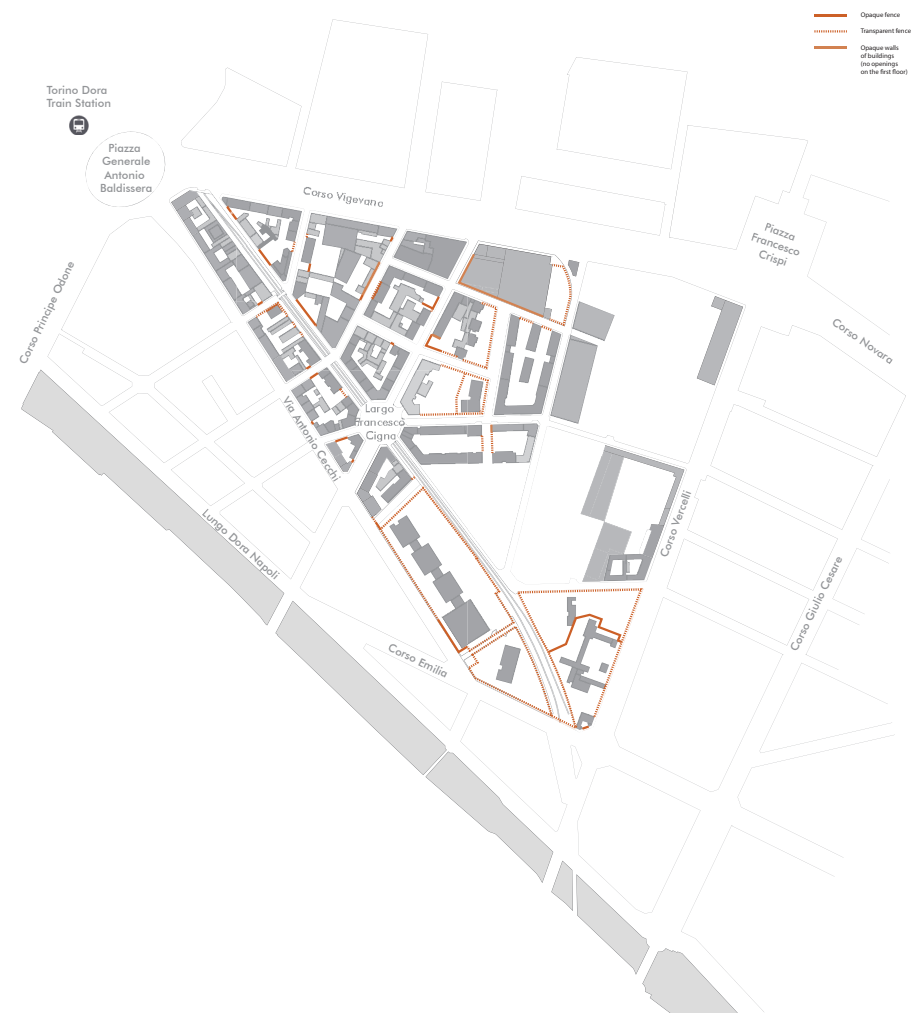 Opaque fence
Transparent fence
Opaque walls
of buildings
(no openings
on the first floor)
Torino Dora
Train Station
Piazza
Generale
Antonio
Baldissera
Corso Vigevano
Piazza
Francesco
Crispi
Corso Principe Odone
Corso Novara
Via Antonio Cecchi
Largo
Francesco
Cigna
Lungo Dora Napoli
Corso Vercelli
Corso Giulio Cesare
Corso Emilia